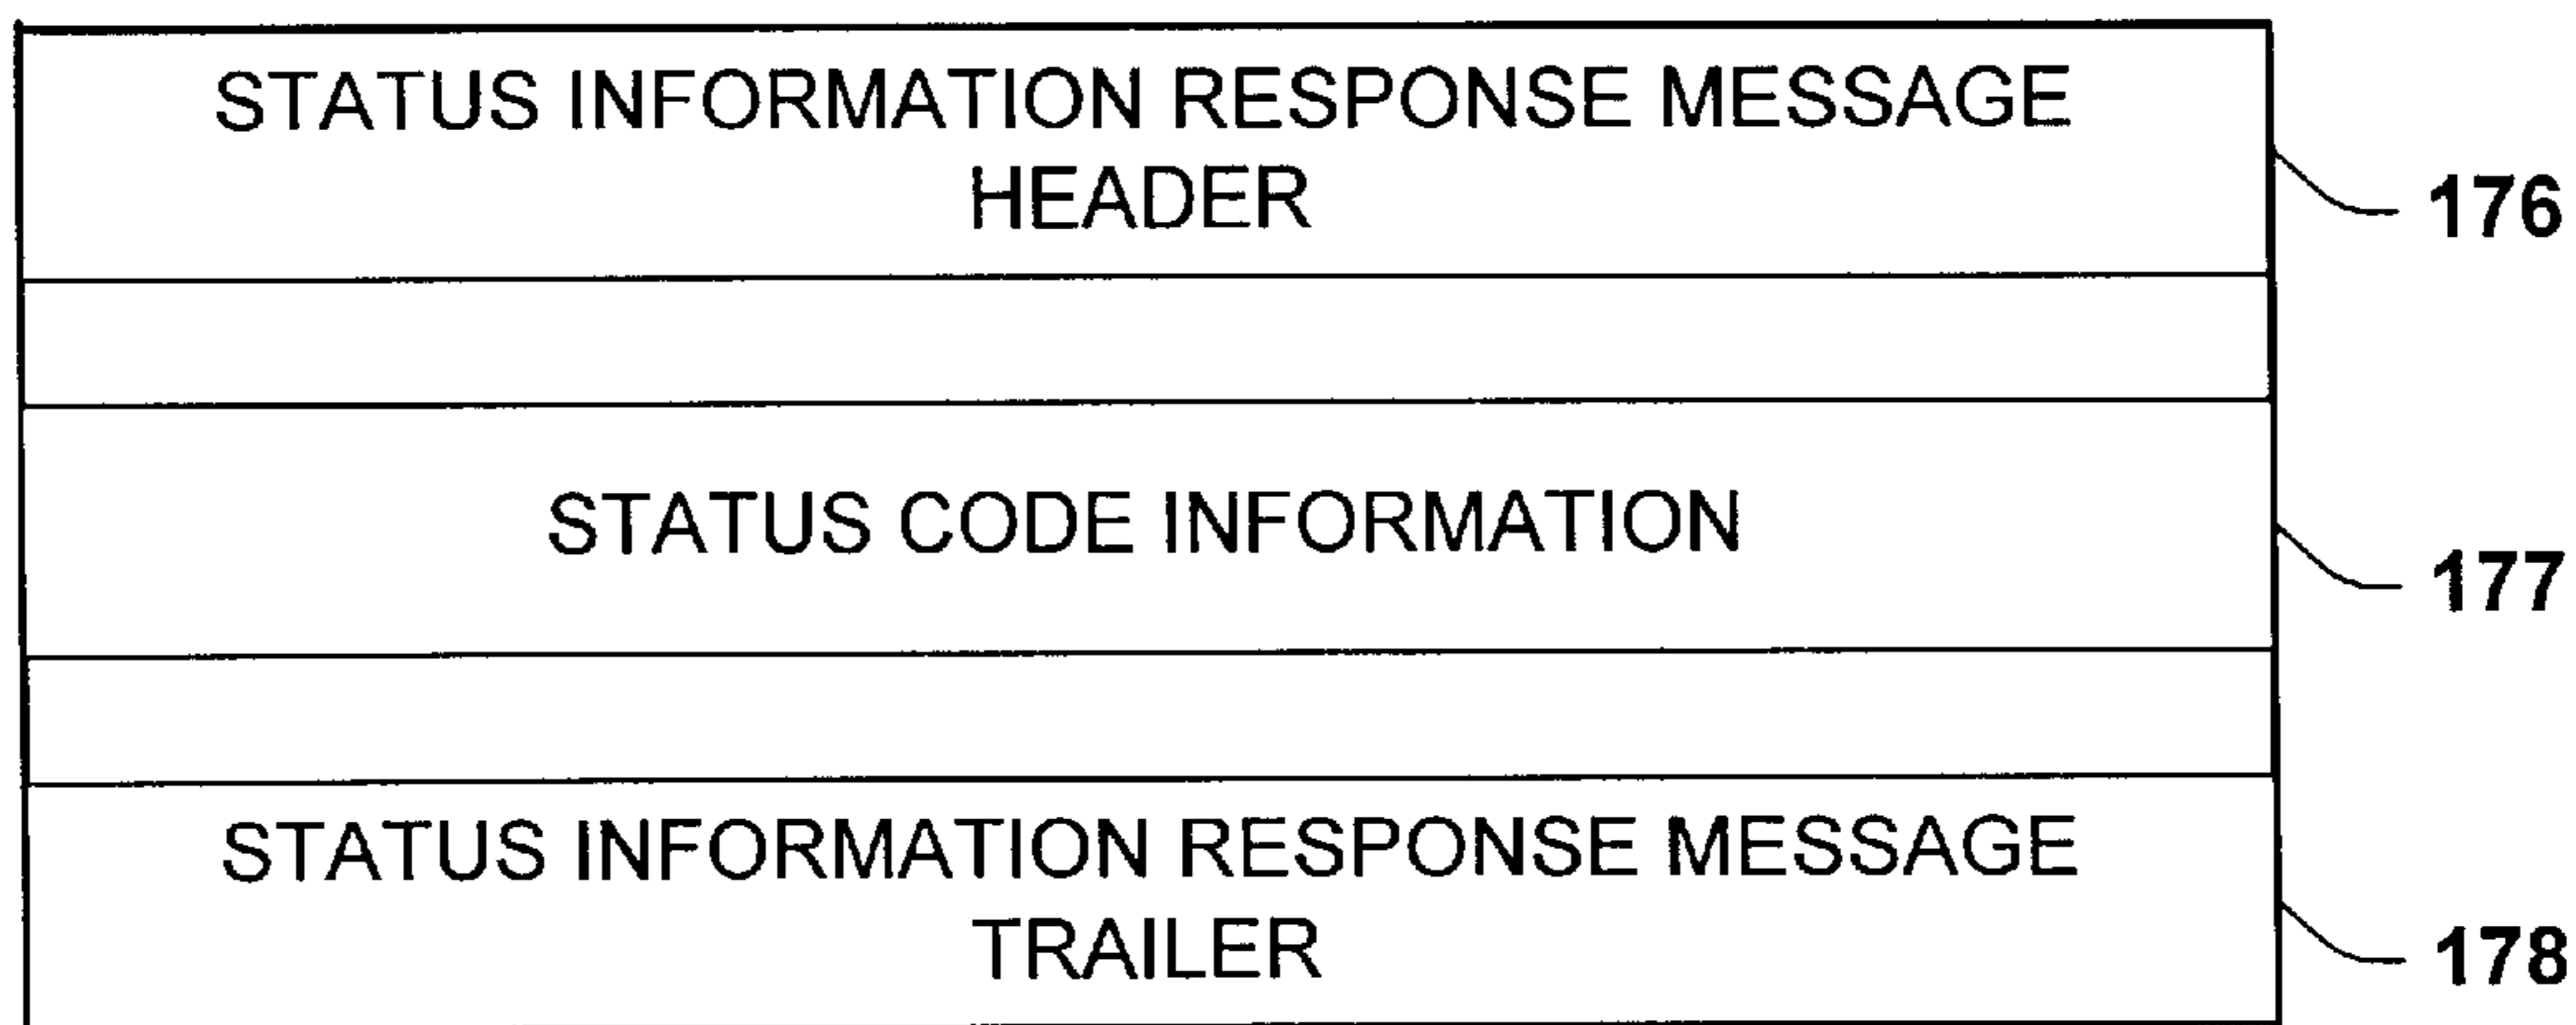 STATUS INFORMATION RESPONSE MESSAGE
HEADER
176
STATUS CODE INFORMATION
177
STATUS INFORMATION RESPONSE MESSAGE
TRAILER
178